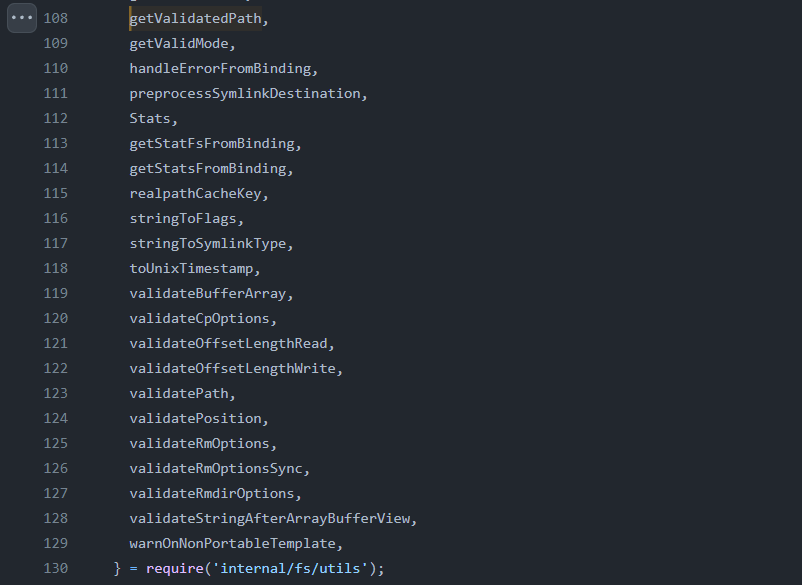 108 getValidatedPath,
109 getValidMode,
110 handleErrorFromBinding,
111 preprocessSymlinkDestination,
112 Stats,
113 getStatFsFromBinding,
114 getStatsFromBinding,
115 realpathCacheKey,
116 stringToFlags,
117 stringToSymlinkType,
118 toUnixTimestamp,
119 validateBufferArray,
120 validateCpOptions,
121 validateOffsetLengthRead,
122 validateOffsetLengthWrite,
123 validatePath,
124 validatePosition,
125 validateRmOptions,
126 validateRmOptionsSync,
127 validateRmdirOptions,
128 validateStringAfterArrayBufferView,
129 warnOnNonPortableTemplate,
130 } = require('internal/fs/utils');